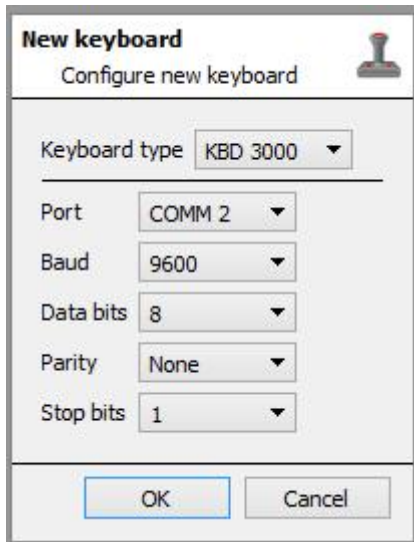 New keyboard
Configure new keyboard
Keyboard type KBD 3000
Port COMM 2
Baud 9600
Data bits 8
Parity None
Stop bits 1
OK Cancel